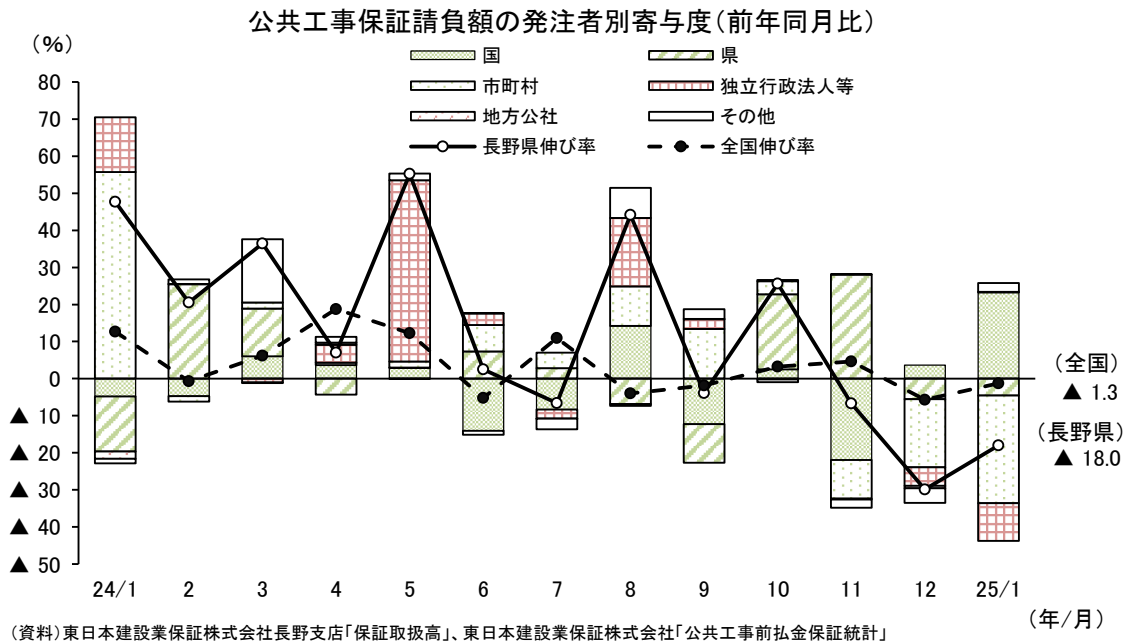 公共工事保証請負額の発注者別寄与度（前年同月比）
（％）
国
県
市町村
独立行政法人等
地方公社
その他
長野県伸び率
全国伸び率
80
70
60
50
40
30
20
10
0
▲ 10
▲ 20
▲ 30
▲ 40
▲ 50
（全国）
▲ 1.3
（長野県）
▲ 18.0
24/1 2 3 4 5 6 7 8 9 10 11 12 25/1
（年/月）
（資料）東日本建設業保証株式会社長野支店「保証取扱高」、東日本建設業保証株式会社「公共工事前払金保証統計」